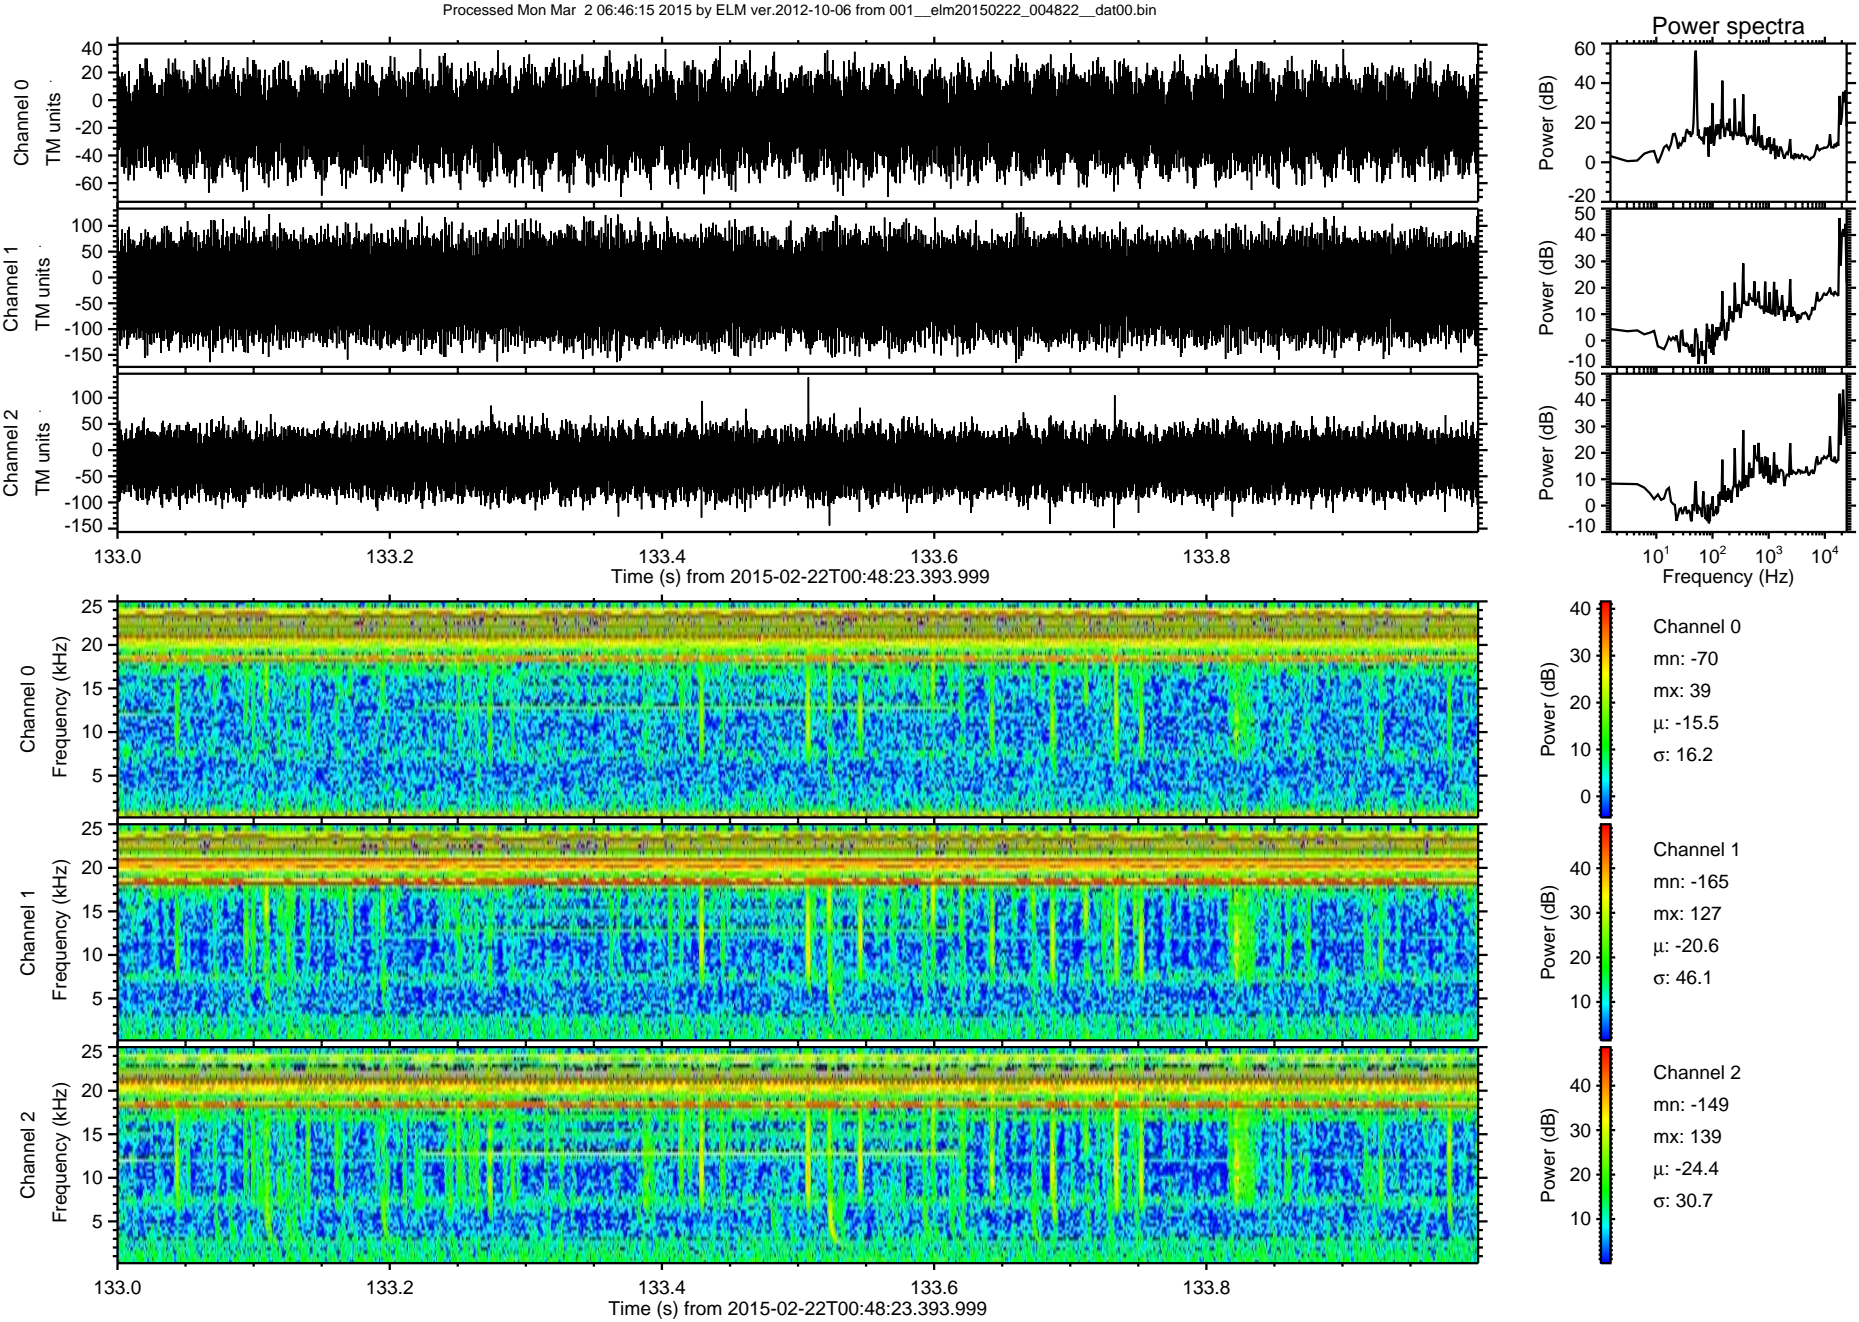 Processed Mon Mar  2 06:46:15 2015 by ELM ver.2012-10-06 from 001__elm20150222_004822__dat00.bin
Power spectra
Channel 0
TM units
40
20
0
-20
-40
-60
Power (dB)
60
40
20
0
-20
Channel 1
TM units
100
50
0
-50
-100
-150
Power (dB)
50
40
30
20
10
0
-10
Channel 2
TM units
100
50
0
-50
-100
-150
Power (dB)
50
40
30
20
10
0
-10
133.0 133.2 133.4 133.6 133.8
Time (s) from 2015-02-22T00:48:23.393.999
10¹ 10² 10³ 10⁴
Frequency (Hz)
Channel 0
Frequency (kHz)
25
20
15
10
5
Power (dB)
40
30
20
10
0
Channel 0
mn: -70
mx: 39
μ: -15.5
σ: 16.2
Channel 1
Frequency (kHz)
25
20
15
10
5
Power (dB)
40
30
20
10
Channel 1
mn: -165
mx: 127
μ: -20.6
σ: 46.1
Channel 2
Frequency (kHz)
25
20
15
10
5
Power (dB)
40
30
20
10
Channel 2
mn: -149
mx: 139
μ: -24.4
σ: 30.7
133.0 133.2 133.4 133.6 133.8
Time (s) from 2015-02-22T00:48:23.393.999